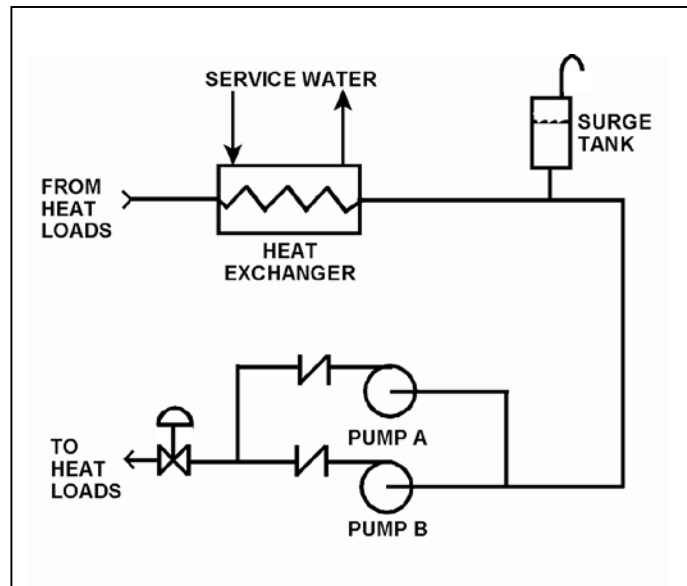 SERVICE WATER
SURGE
TANK
FROM
HEAT
LOADS
HEAT
EXCHANGER
PUMP A
TO
HEAT
LOADS
PUMP B